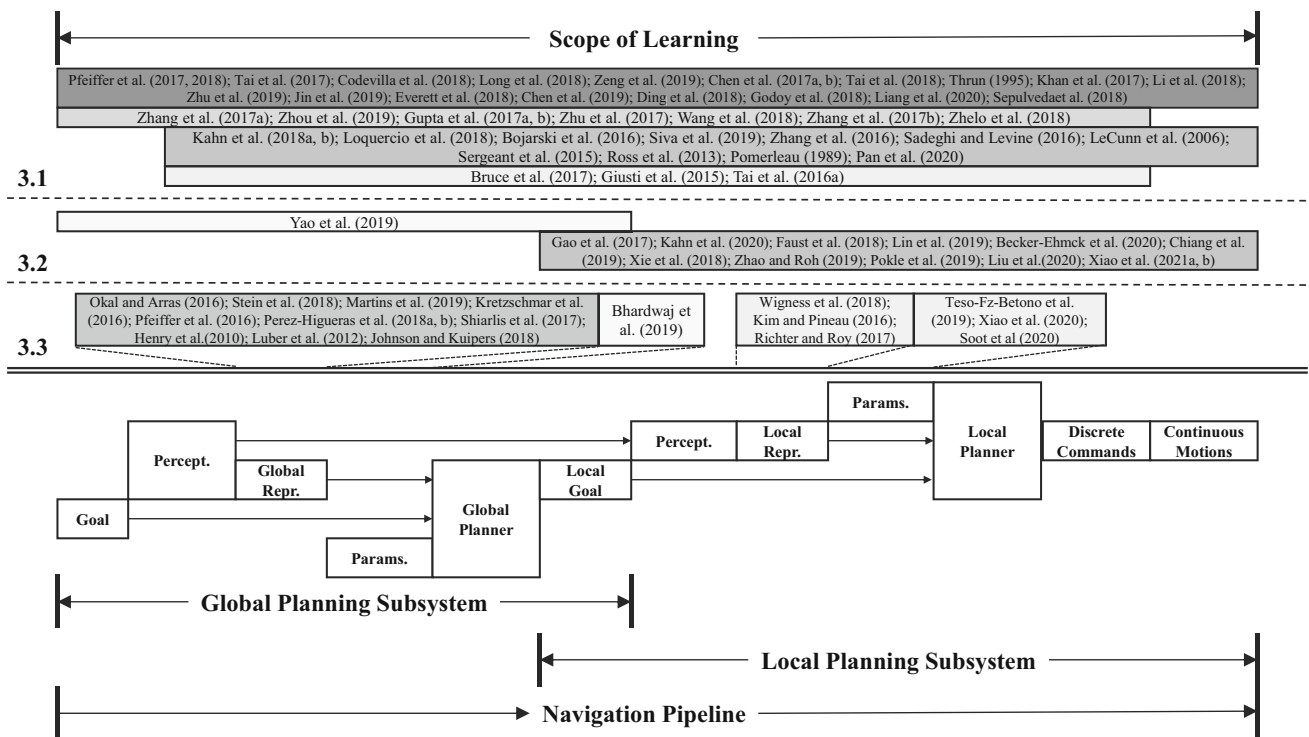 Scope of Learning
Pfeiffer et al. (2017, 2018); Tai et al. (2017); Codevilla et al. (2018); Long et al. (2018); Zeng et al. (2019); Chen et al. (2017a, b); Tai et al. (2018); Thrun (1995); Khan et al. (2017); Li et al. (2018);
Zhu et al. (2019); Jin et al. (2019); Everett et al. (2018); Chen et al. (2019); Ding et al. (2018); Godoy et al. (2018); Liang et al. (2020); Sepulvedaet al. (2018)
Zhang et al. (2017a); Zhou et al. (2019); Gupta et al. (2017a, b); Zhu et al. (2017); Wang et al. (2018); Zhang et al. (2017b); Zhelo et al. (2018)
Kahn et al. (2018a, b); Loquercio et al. (2018); Bojarski et al. (2016); Siva et al. (2019); Zhang et al. (2016); Sadeghi and Levine (2016); LeCunn et al. (2006);
Sergeant et al. (2015); Ross et al. (2013); Pomerleau (1989); Pan et al. (2020)
Bruce et al. (2017); Giusti et al. (2015); Tai et al. (2016a)
3.1
Yao et al. (2019)
Gao et al. (2017); Kahn et al. (2020); Faust et al. (2018); Lin et al. (2019); Becker-Ehmck et al. (2020); Chiang et al.
(2019); Xie et al. (2018); Zhao and Roh (2019); Pokle et al. (2019); Liu et al.(2020); Xiao et al. (2021a, b)
3.2
Okal and Arras (2016); Stein et al. (2018); Martins et al. (2019); Kretzschmar et al.
(2016); Pfeiffer et al. (2016); Perez-Higueras et al. (2018a, b); Shiarlis et al. (2017);
Henry et al.(2010); Luber et al. (2012); Johnson and Kuipers (2018)
Bhardwaj et
al. (2019)
Wigness et al. (2018);
Kim and Pineau (2016);
Richter and Roy (2017)
Teso-Fz-Betono et al.
(2019); Xiao et al. (2020);
Soot et al (2020)
3.3
Goal
Percept.
Global
Repr.
Params.
Global
Planner
Local
Goal
Percept.
Local
Repr.
Params.
Local
Planner
Discrete
Commands
Continuous
Motions
Global Planning Subsystem
Local Planning Subsystem
Navigation Pipeline